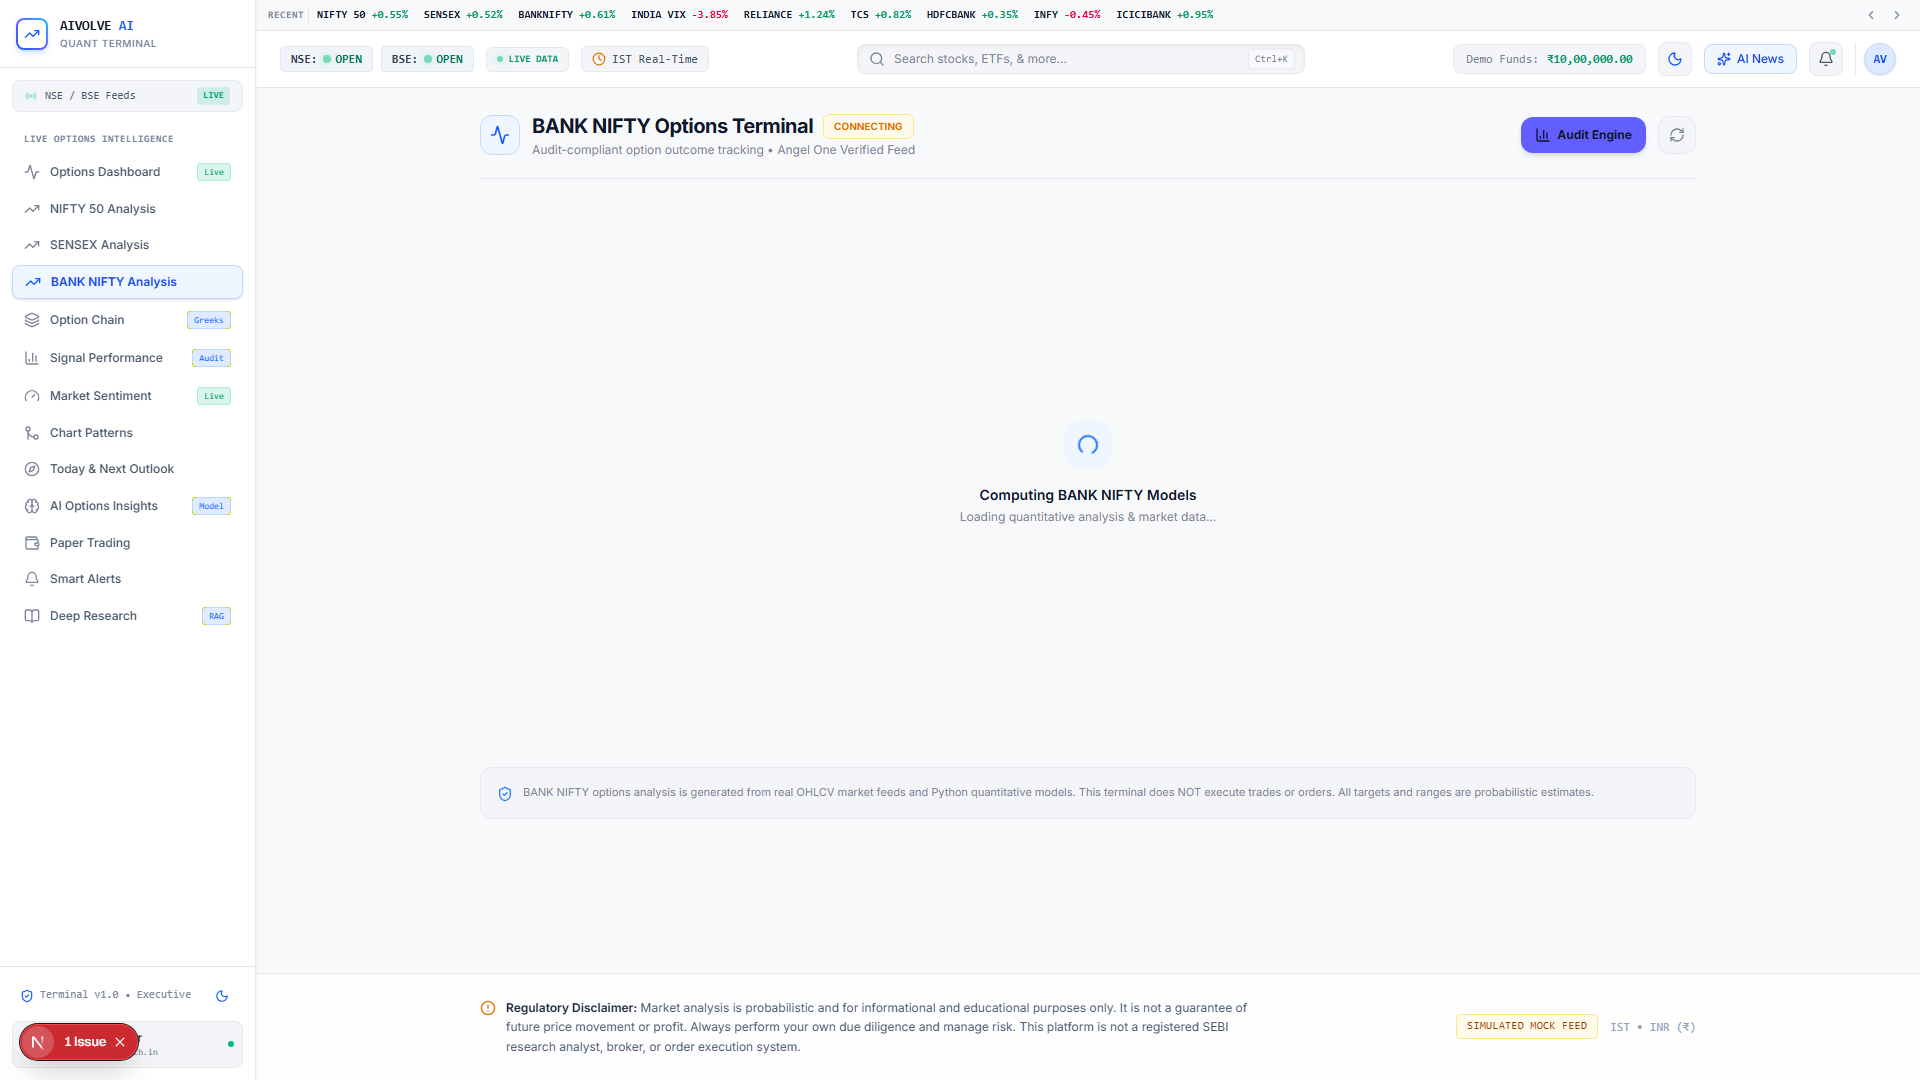 AIVOLVE AI
QUANT TERMINAL
NSE / BSE Feeds LIVE
LIVE OPTIONS INTELLIGENCE
Options Dashboard Live
NIFTY 50 Analysis
SENSEX Analysis
BANK NIFTY Analysis
Option Chain Greeks
Signal Performance Audit
Market Sentiment Live
Chart Patterns
Today & Next Outlook
AI Options Insights Model
Paper Trading
Smart Alerts
Deep Research RAG
Terminal v1.0 • Executive
N 1 Issue
RECENT NIFTY 50 +0.55% SENSEX +0.52% BANKNIFTY +0.61% INDIA VIX -3.85% RELIANCE +1.24% TCS +0.82% HDFCBANK +0.35% INFY -0.45% ICICIBANK +0.95%
NSE: OPEN BSE: OPEN LIVE DATA IST Real-Time Search stocks, ETFs, & more... Ctrl+K Demo Funds: ₹10,00,000.00 AI News AV
BANK NIFTY Options Terminal CONNECTING
Audit-compliant option outcome tracking • Angel One Verified Feed
Audit Engine
Computing BANK NIFTY Models
Loading quantitative analysis & market data...
BANK NIFTY options analysis is generated from real OHLCV market feeds and Python quantitative models. This terminal does NOT execute trades or orders. All targets and ranges are probabilistic estimates.
Regulatory Disclaimer: Market analysis is probabilistic and for informational and educational purposes only. It is not a guarantee of
future price movement or profit. Always perform your own due diligence and manage risk. This platform is not a registered SEBI
research analyst, broker, or order execution system.
SIMULATED MOCK FEED IST • INR (₹)